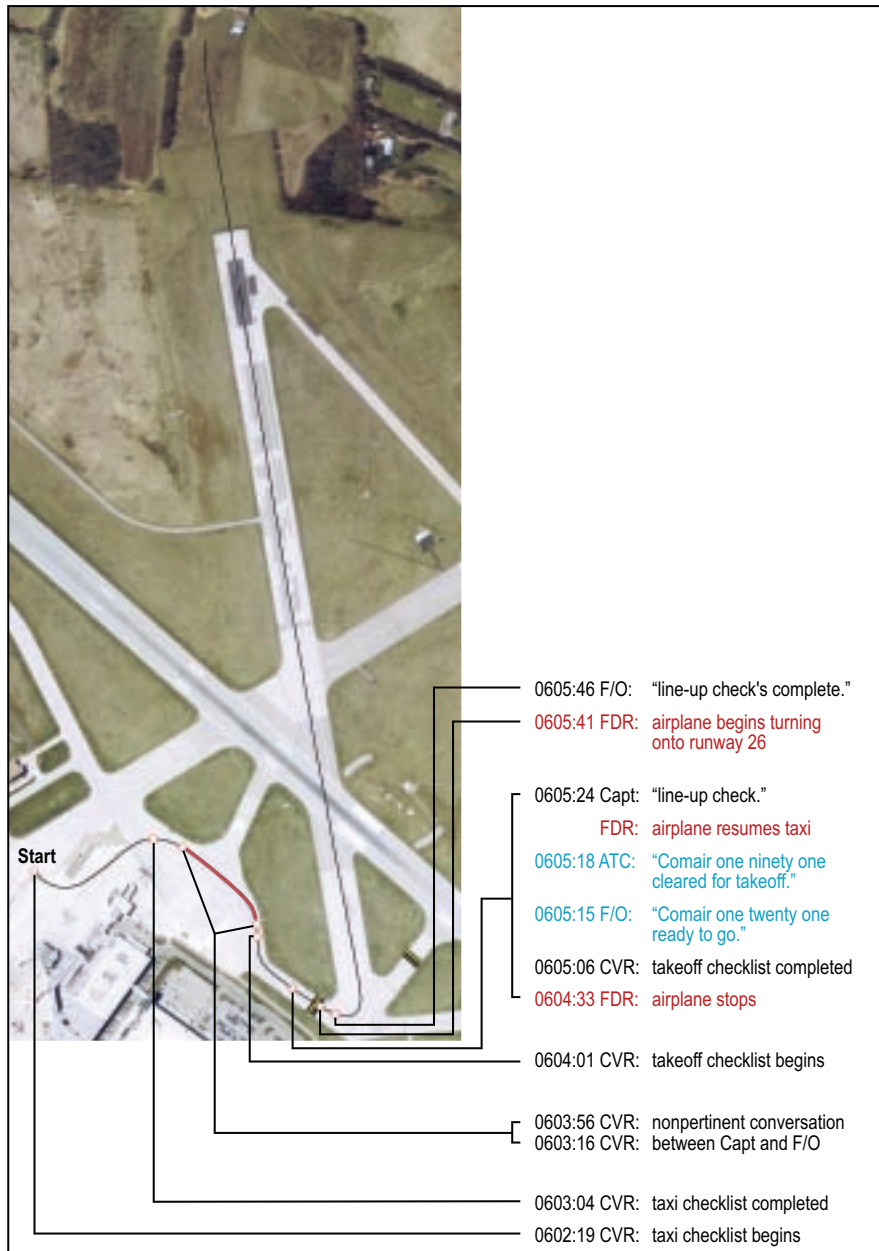 0605:46 F/O: “line-up check's complete.”
0605:41 FDR: airplane begins turning
onto runway 26
0605:24 Capt: “line-up check.”
FDR: airplane resumes taxi
Start
0605:18 ATC: “Comair one ninety one
cleared for takeoff.”
0605:15 F/O: “Comair one twenty one
ready to go.”
0605:06 CVR: takeoff checklist completed
0604:33 FDR: airplane stops
0604:01 CVR: takeoff checklist begins
0603:56 CVR: nonpertinent conversation
0603:16 CVR: between Capt and F/O
0603:04 CVR: taxi checklist completed
0602:19 CVR: taxi checklist begins